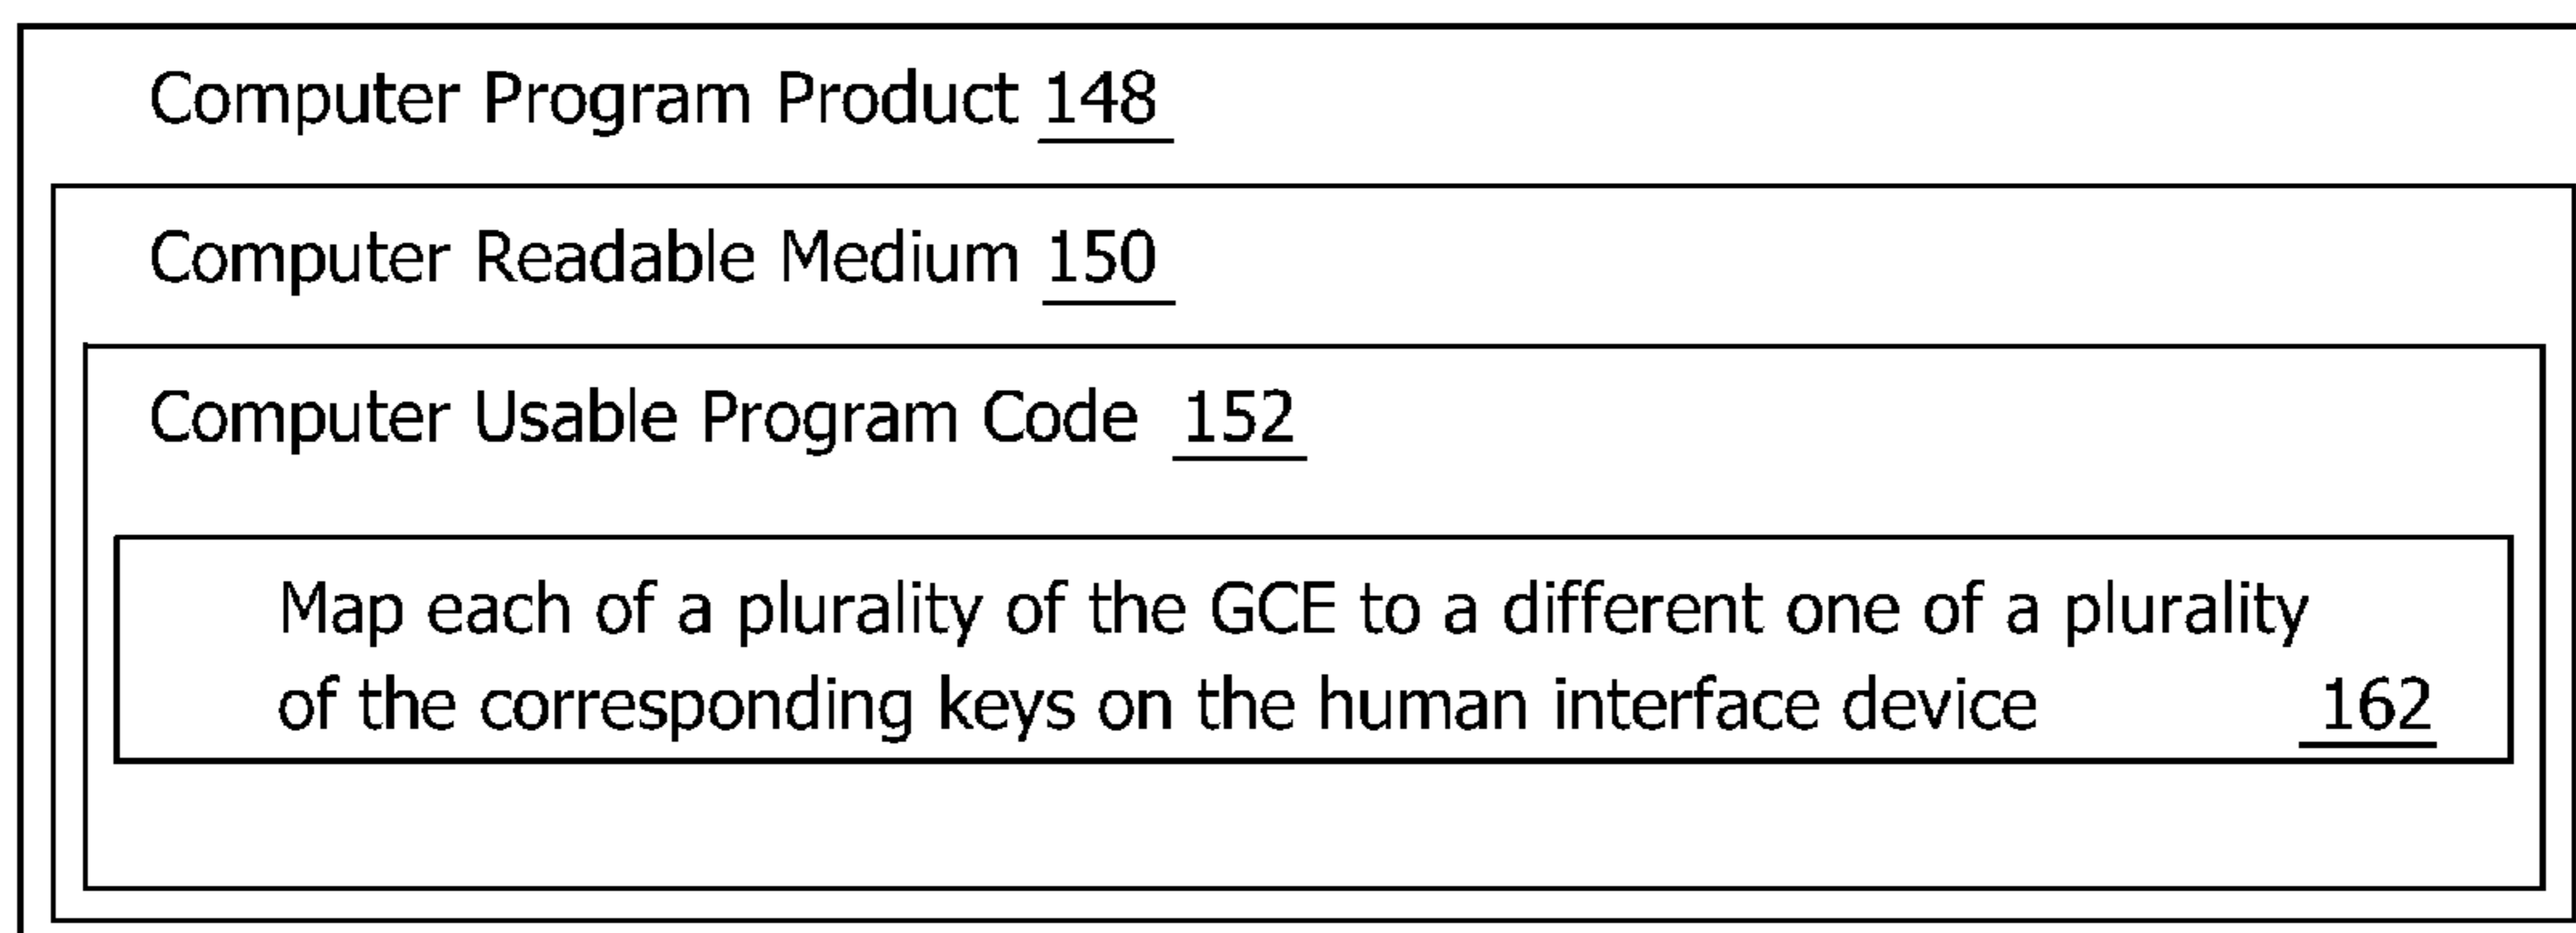 Computer Program Product 148
Computer Readable Medium 150
Computer Usable Program Code 152
Map each of a plurality of the GCE to a different one of a plurality
of the corresponding keys on the human interface device 162